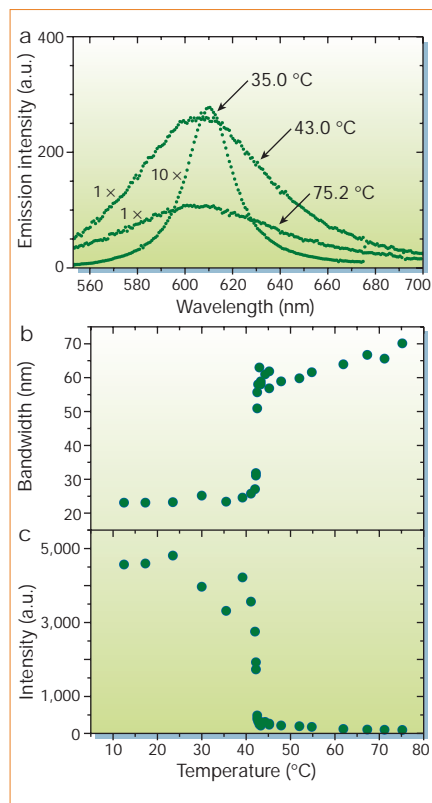 a
400
200
0
Emission intensity (a.u.)
35.0 °C
43.0 °C
10×
1×
75.2 °C
1×
560 580 600 620 640 660 680 700
Wavelength (nm)
b
70
60
50
40
30
20
Bandwidth (nm)
c
5,000
3,000
1,000
0
Intensity (a.u.)
10 20 30 40 50 60 70 80
Temperature (°C)